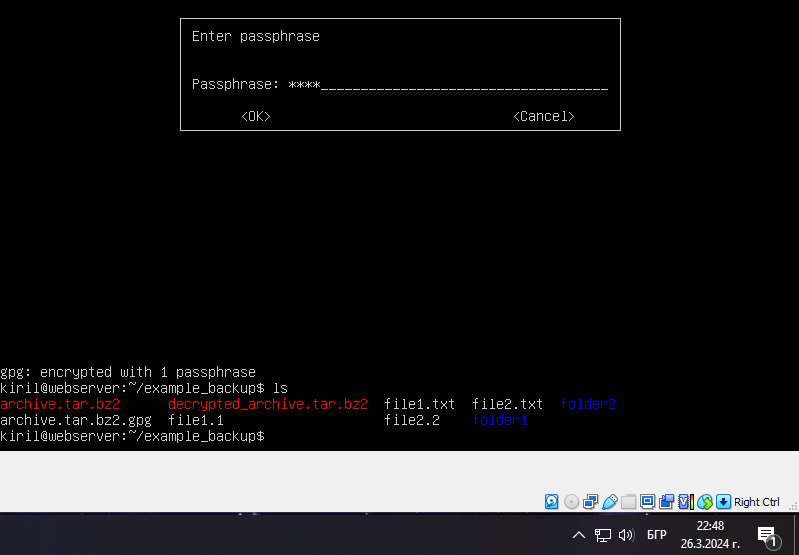 Enter passphrase
Passphrase: ****____________________________________
<OK> <Cancel>
gpg: encrypted with 1 passphrase
kiril@webserver:~/example_backup$ ls
archive.tar.bz2 decrypted_archive.tar.bz2 file1.txt file2.txt folder2
archive.tar.bz2.gpg file1.1 file2.2 folder1
kiril@webserver:~/example_backup$
Right Ctrl
БГР
22:48
26.3.2024 г.
1